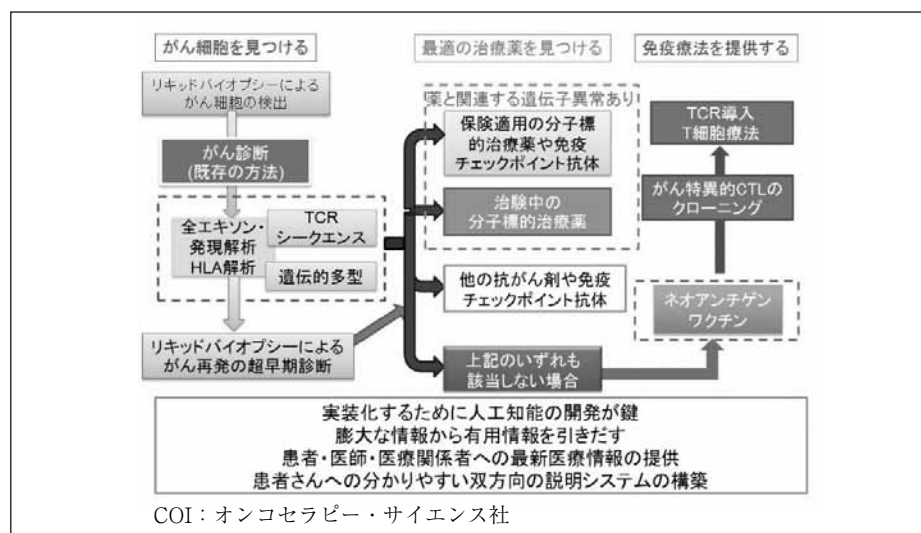 がん細胞を見つける
リキッドバイオプシーによる
がん細胞の検出
がん診断
(既存の方法)
全エキソン・
発現解析
HLA解析
TCR
シークエンス
遺伝的多型
リキッドバイオプシーによる
がん再発の超早期診断
最適の治療薬を見つける
薬と関連する遺伝子異常あり
保険適用の分子標
的治療薬や免疫
チェックポイント抗体
治験中の
分子標的治療薬
他の抗がん剤や免疫
チェックポイント抗体
上記のいずれも
該当しない場合
免疫療法を提供する
TCR導入
T細胞療法
がん特異的CTLの
クローニング
ネオアンチゲン
ワクチン
実装化するために人工知能の開発が鍵
膨大な情報から有用情報を引きだす
患者・医師・医療関係者への最新医療情報の提供
患者さんへの分かりやすい双方向の説明システムの構築
COI：オンコセラピー・サイエンス社